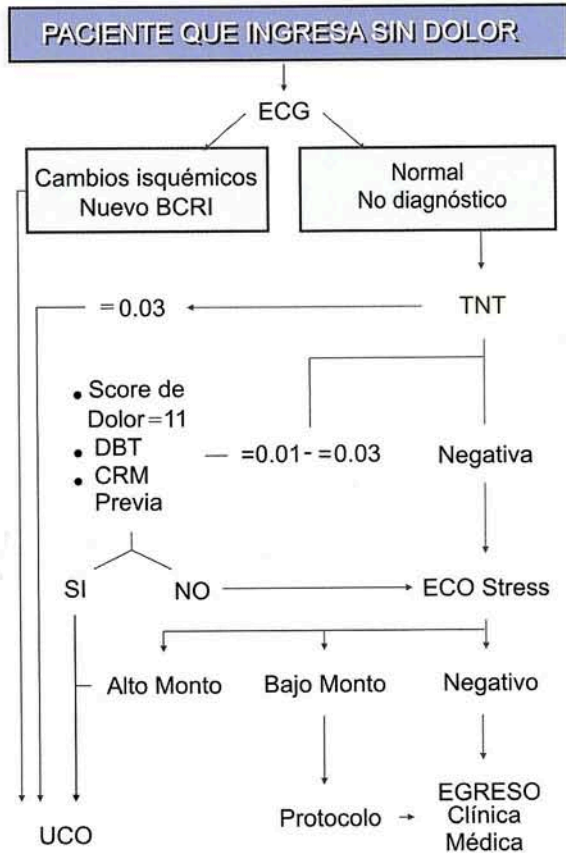 PACIENTE QUE INGRESA SIN DOLOR
ECG
Cambios isquémicos
Nuevo BCRI
Normal
No diagnóstico
= 0.03
TNT
• Score de
Dolor=11
• DBT
• CRM
Previa
=0.01- =0.03
Negativa
SI
NO
ECO Stress
Alto Monto
Bajo Monto
Negativo
Protocolo
EGRESO
Clínica
Médica
UCO